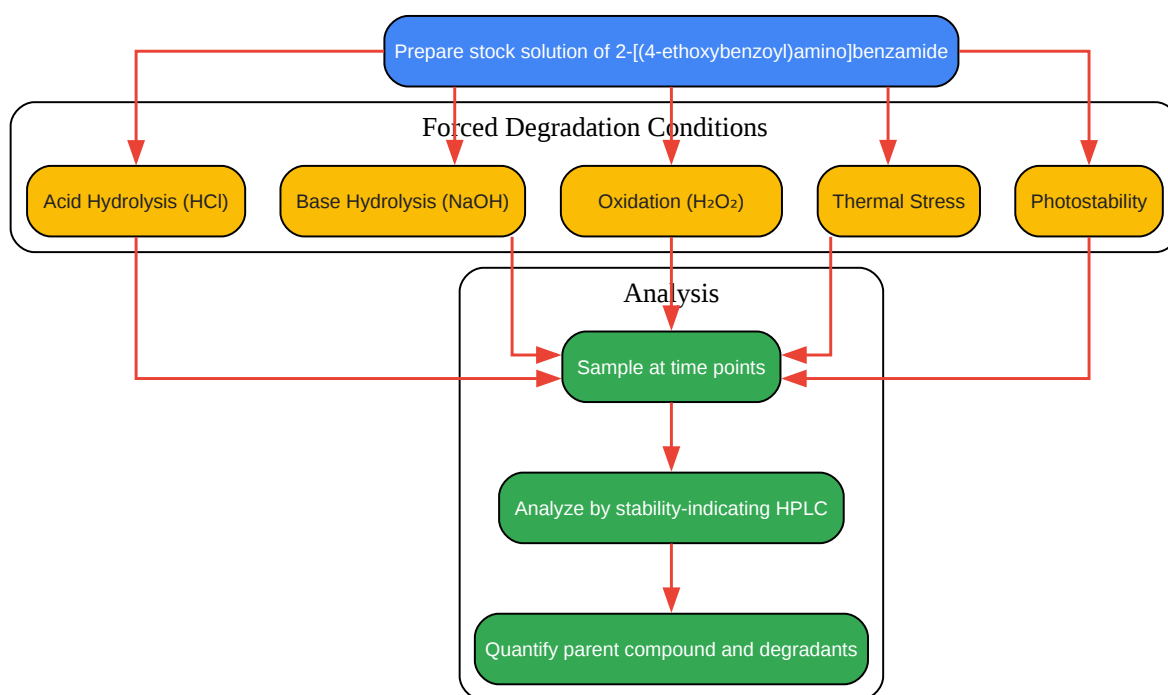 Prepare stock solution of 2-[(4-ethoxybenzoyl)amino]benzamide
Forced Degradation Conditions
Acid Hydrolysis (HCl)
Base Hydrolysis (NaOH)
Oxidation (H₂O₂)
Thermal Stress
Photostability
Analysis
Sample at time points
Analyze by stability-indicating HPLC
Quantify parent compound and degradants